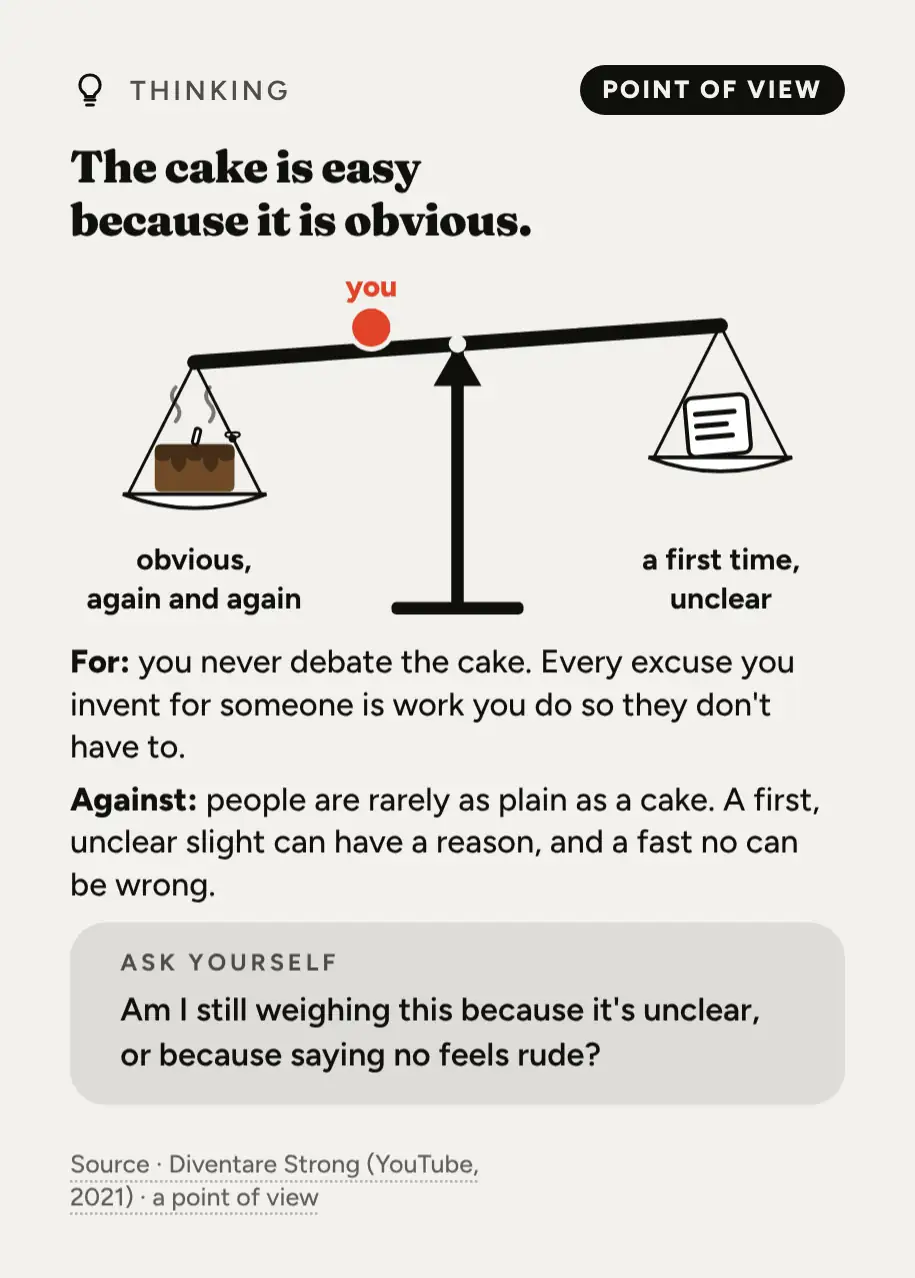 THINKING
POINT OF VIEW
The cake is easy
because it is obvious.
you
obvious,
again and again
a first time,
unclear
For: you never debate the cake. Every excuse you
invent for someone is work you do so they don't
have to.
Against: people are rarely as plain as a cake. A first,
unclear slight can have a reason, and a fast no can
be wrong.
ASK YOURSELF
Am I still weighing this because it's unclear,
or because saying no feels rude?
Source · Diventare Strong (YouTube,
2021) · a point of view